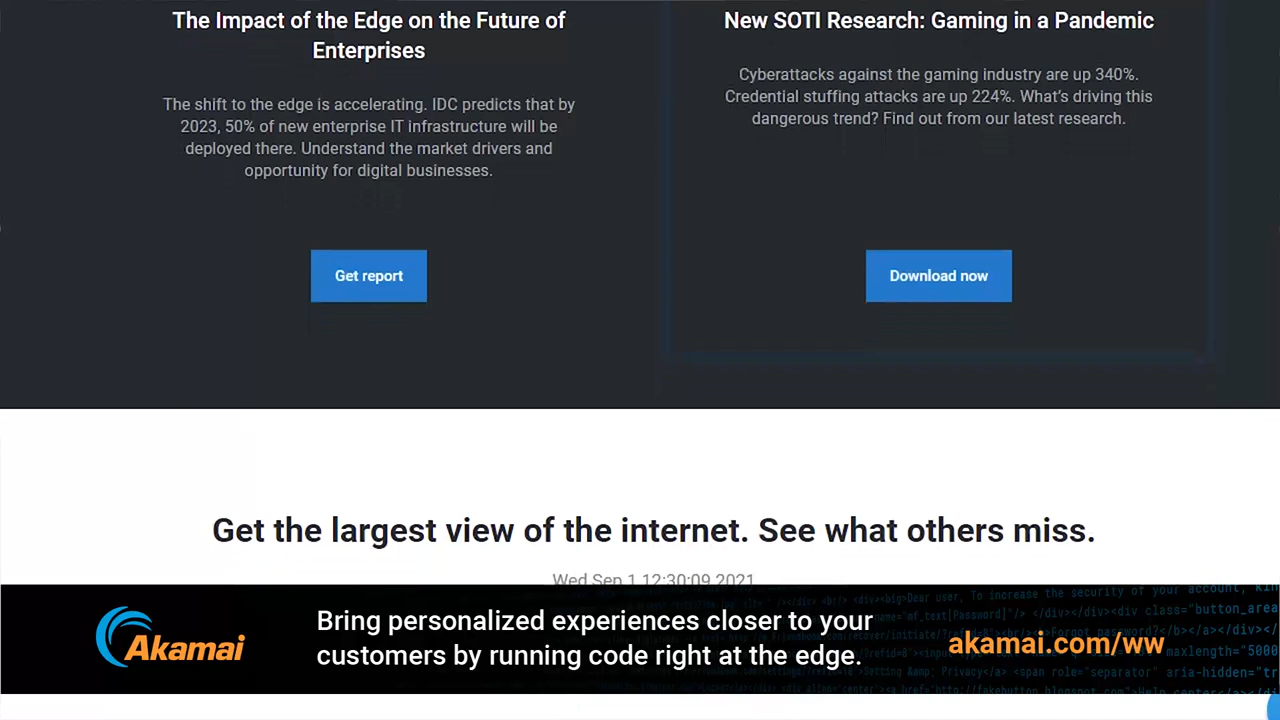 The Impact of the Edge on the Future of
Enterprises
The shift to the edge is accelerating. IDC predicts that by
2023, 50% of new enterprise IT infrastructure will be
deployed there. Understand the market drivers and
opportunity for digital businesses.
Get report
New SOTI Research: Gaming in a Pandemic
Cyberattacks against the gaming industry are up 340%.
Credential stuffing attacks are up 224%. What's driving this
dangerous trend? Find out from our latest research.
Download now
Get the largest view of the internet. See what others miss.
Wed Sep 1 12:30:09 2021
Akamai
Bring personalized experiences closer to your
customers by running code right at the edge.
akamai.com/ww